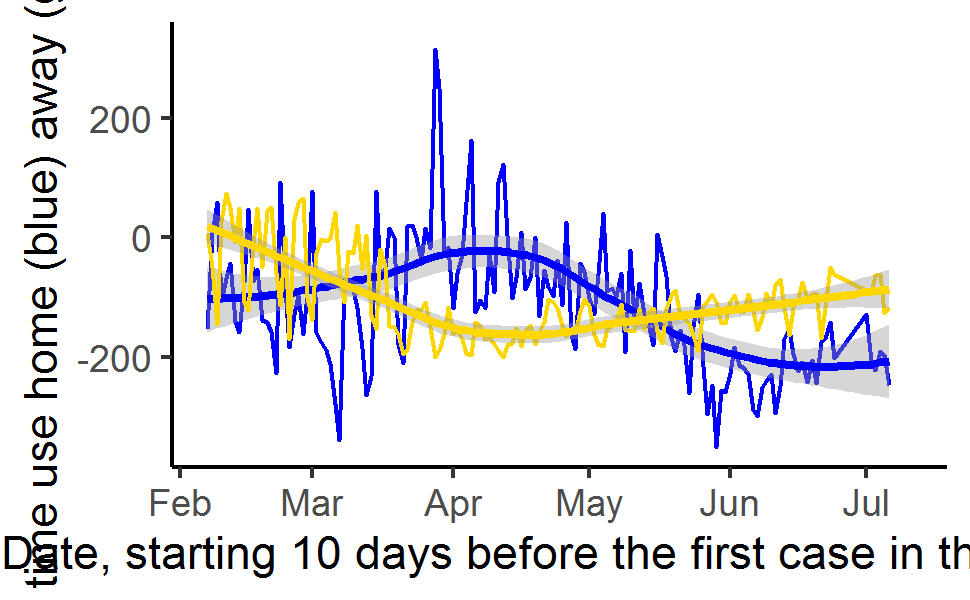 time use home (blue) away (
200
0
-200
Feb Mar Apr May Jun Jul
Date, starting 10 days before the first case in th